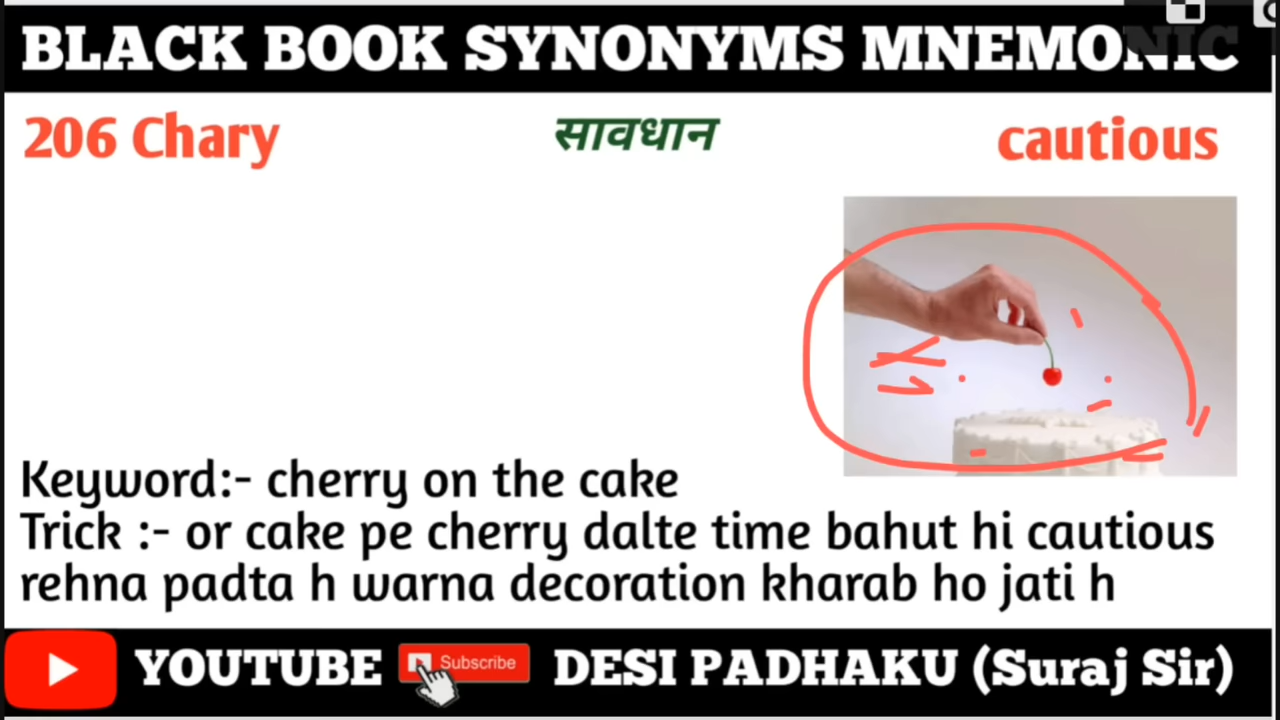 BLACK BOOK SYNONYMS MNEMONIC
206 Chary सावधान cautious
Keyword:- cherry on the cake
Trick :- or cake pe cherry dalte time bahut hi cautious
rehna padta h warna decoration kharab ho jati h
YOUTUBE Subscribe DESI PADHAKU (Suraj Sir)